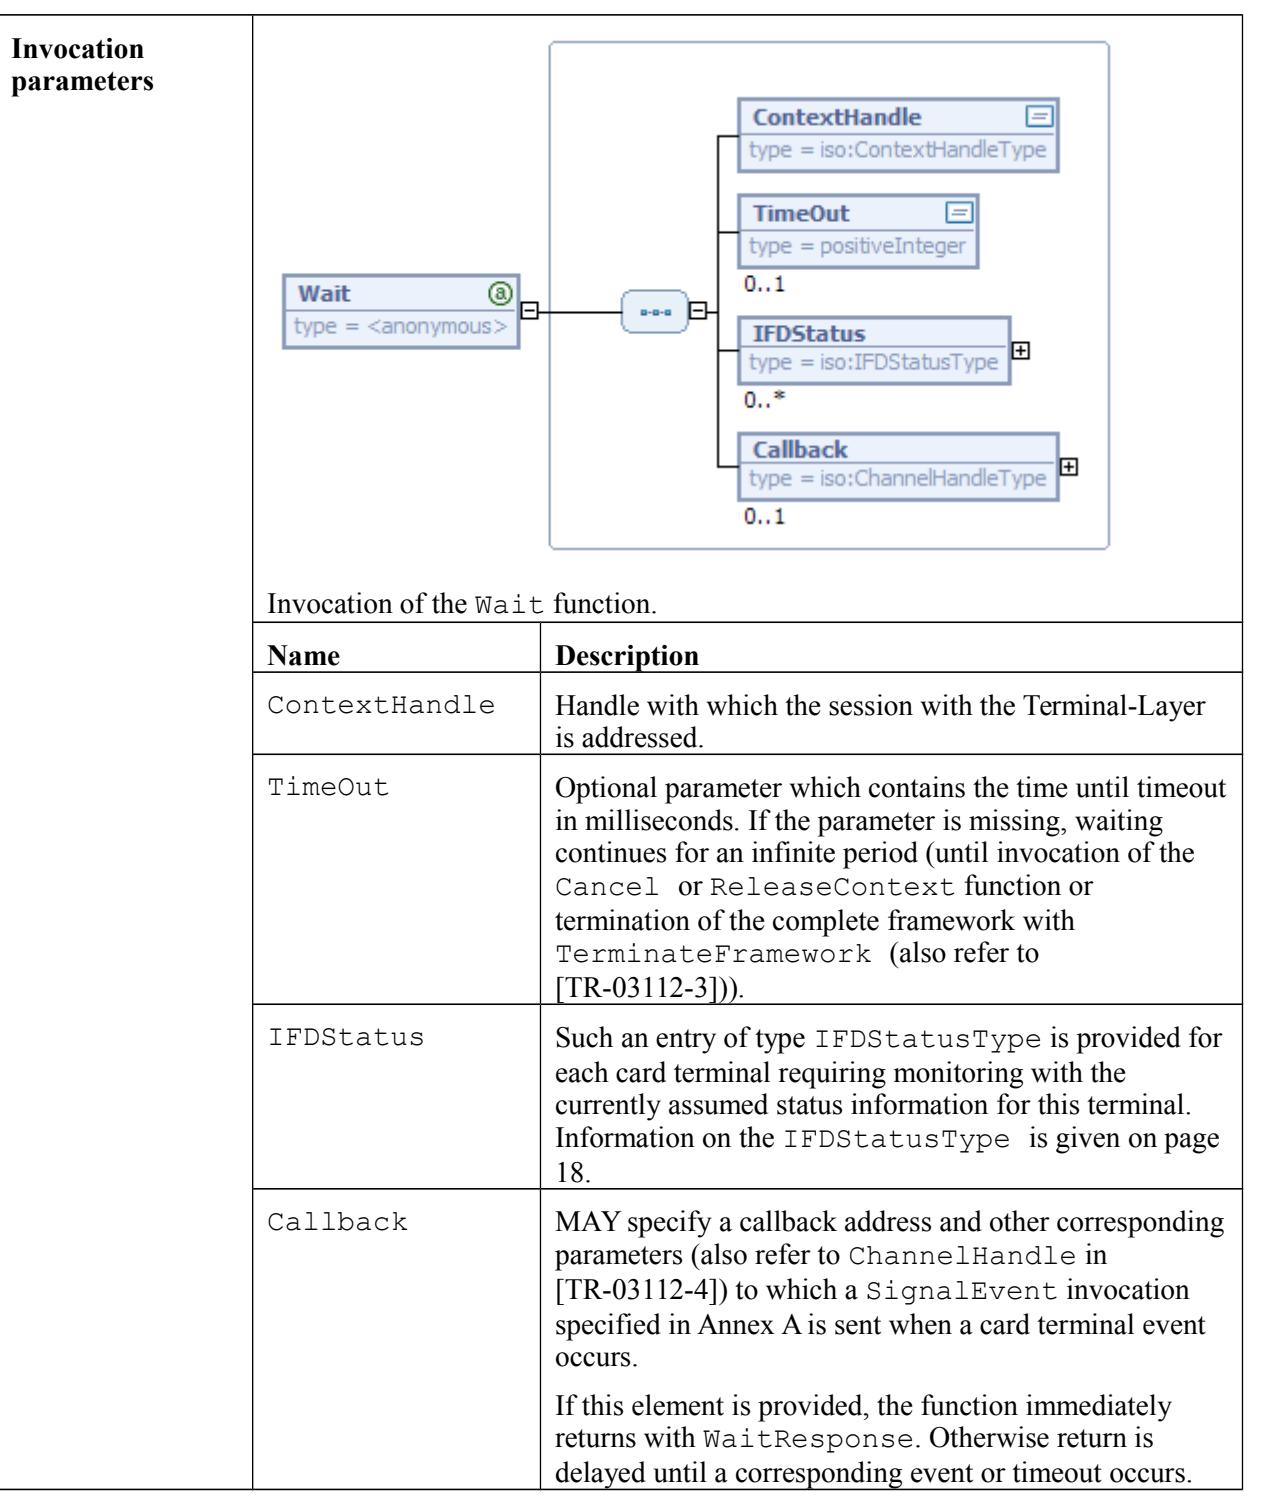 Invocation
parameters
ContextHandle
type = iso:ContextHandleType
TimeOut
type = positiveInteger
0..1
Wait
type = <anonymous>
IFDStatus
type = iso:IFDStatusType
0..*
Callback
type = iso:ChannelHandleType
0..1
Invocation of the Wait function.
Name Description
ContextHandle Handle with which the session with the Terminal-Layer
is addressed.
TimeOut Optional parameter which contains the time until timeout
in milliseconds. If the parameter is missing, waiting
continues for an infinite period (until invocation of the
Cancel or ReleaseContext function or
termination of the complete framework with
TerminateFramework (also refer to
[TR-03112-3])).
IFDStatus Such an entry of type IFDStatusType is provided for
each card terminal requiring monitoring with the
currently assumed status information for this terminal.
Information on the IFDStatusType is given on page
18.
Callback MAY specify a callback address and other corresponding
parameters (also refer to ChannelHandle in
[TR-03112-4]) to which a SignalEvent invocation
specified in Annex A is sent when a card terminal event
occurs.
If this element is provided, the function immediately
returns with WaitResponse. Otherwise return is
delayed until a corresponding event or timeout occurs.